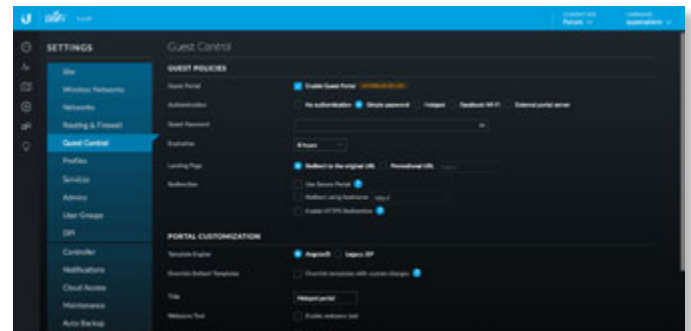 UniFi
SETTINGS
Guest Control
Site
Wireless Networks
Networks
Routing & Firewall
Guest Control
Profiles
Services
Admins
User Groups
DPI
Controller
Notifications
Cloud Access
Maintenance
Auto Backup
GUEST POLICIES
Guest Portal
Enable Guest Portal
Authentication
No authentication
Simple password
Hotspot
Facebook Wi-Fi
External portal server
Guest Password
Expiration
8 hours
Landing Page
Redirect to the original URL
Promotional URL
Redirection
Use Secure Portal
Redirect using hostname
Enable HTTPS Redirection
PORTAL CUSTOMIZATION
Template Engine
AngularJS
Legacy JSP
Override Default Templates
Override templates with custom changes
Title
Hotspot portal
Welcome Text
Enable welcome text